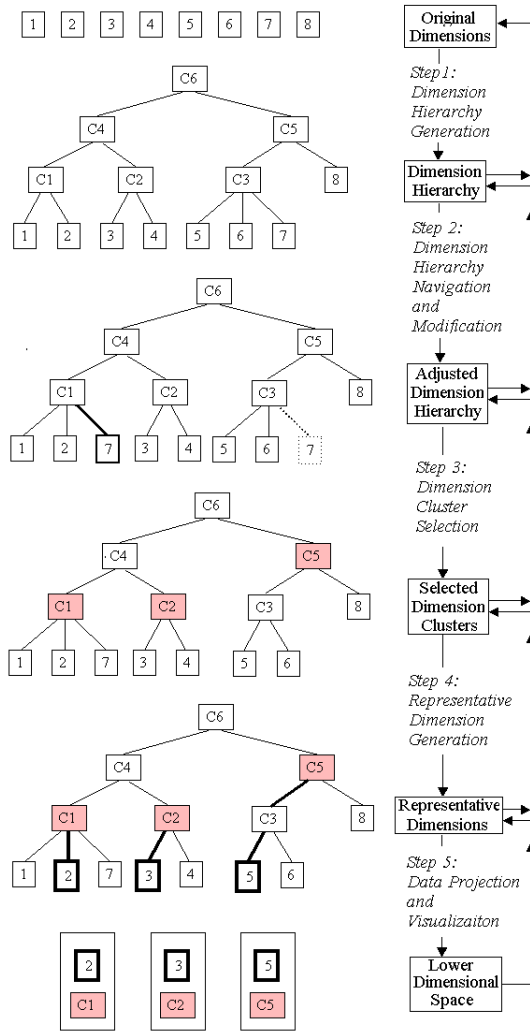 1 2 3 4 5 6 7 8
Original
Dimensions
Step1:
Dimension
Hierarchy
Generation
C6
C4 C5
C1 C2 C3 8
1 2 3 4 5 6 7
Dimension
Hierarchy
Step 2:
Dimension
Hierarchy
Navigation
and
Modification
C6
C4 C5
C1 C2 C3 8
1 2 7 3 4 5 6 7
Adjusted
Dimension
Hierarchy
Step 3:
Dimension
Cluster
Selection
C6
C4 C5
C1 C2 C3 8
1 2 7 3 4 5 6
Selected
Dimension
Clusters
Step 4:
Representative
Dimension
Generation
C6
C4 C5
C1 C2 C3 8
1 2 7 3 4 5 6
Representative
Dimensions
Step 5:
Data Projection
and
Visualizaiton
2 3 5
C1 C2 C5
Lower
Dimensional
Space